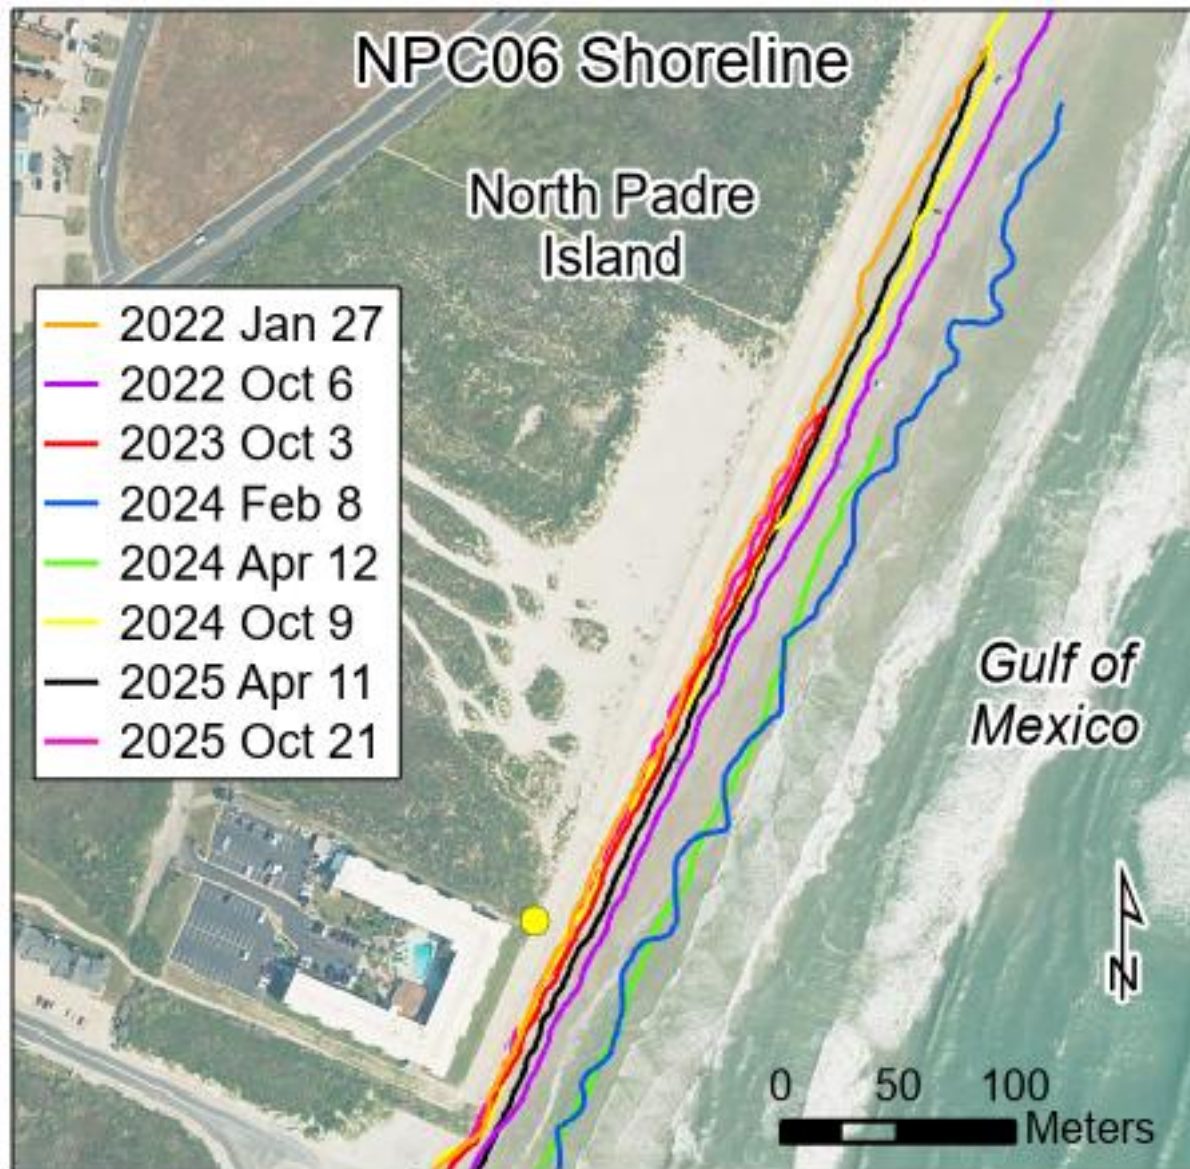 NPC06 Shoreline
North Padre
Island
2022 Jan 27
2022 Oct 6
2023 Oct 3
2024 Feb 8
2024 Apr 12
2024 Oct 9
2025 Apr 11
2025 Oct 21
Gulf of
Mexico
N
0 50 100
Meters